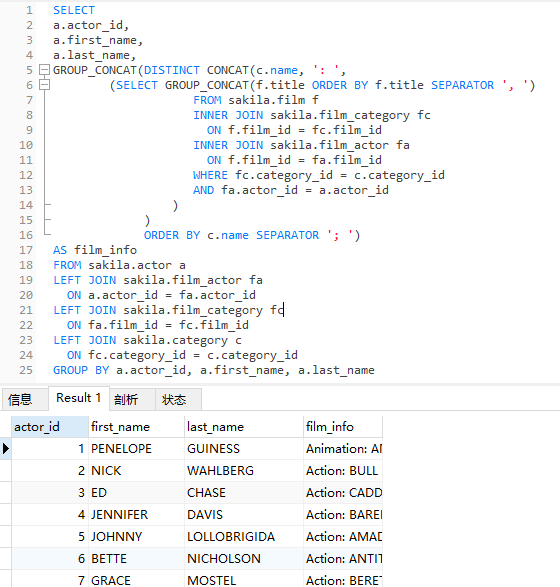 1 SELECT
2 a.actor_id,
3 a.first_name,
4 a.last_name,
5 GROUP_CONCAT(DISTINCT CONCAT(c.name, ': ',
6 (SELECT GROUP_CONCAT(f.title ORDER BY f.title SEPARATOR ', ')
7 FROM sakila.film f
8 INNER JOIN sakila.film_category fc
9 ON f.film_id = fc.film_id
10 INNER JOIN sakila.film_actor fa
11 ON f.film_id = fa.film_id
12 WHERE fc.category_id = c.category_id
13 AND fa.actor_id = a.actor_id
14 )
15 )
16 ORDER BY c.name SEPARATOR '; ')
17 AS film_info
18 FROM sakila.actor a
19 LEFT JOIN sakila.film_actor fa
20 ON a.actor_id = fa.actor_id
21 LEFT JOIN sakila.film_category fc
22 ON fa.film_id = fc.film_id
23 LEFT JOIN sakila.category c
24 ON fc.category_id = c.category_id
25 GROUP BY a.actor_id, a.first_name, a.last_name
信息 Result 1 剖析 状态
actor_id first_name last_name film_info
1 PENELOPE GUINESS Animation:
2 NICK WAHLBERG Action: BULL
3 ED CHASE Action: CADD
4 JENNIFER DAVIS Action: BARE
5 JOHNNY LOLLOBRIGIDA Action: AMAD
6 BETTE NICHOLSON Action: ANTIT
7 GRACE MOSTEL Action: BERET